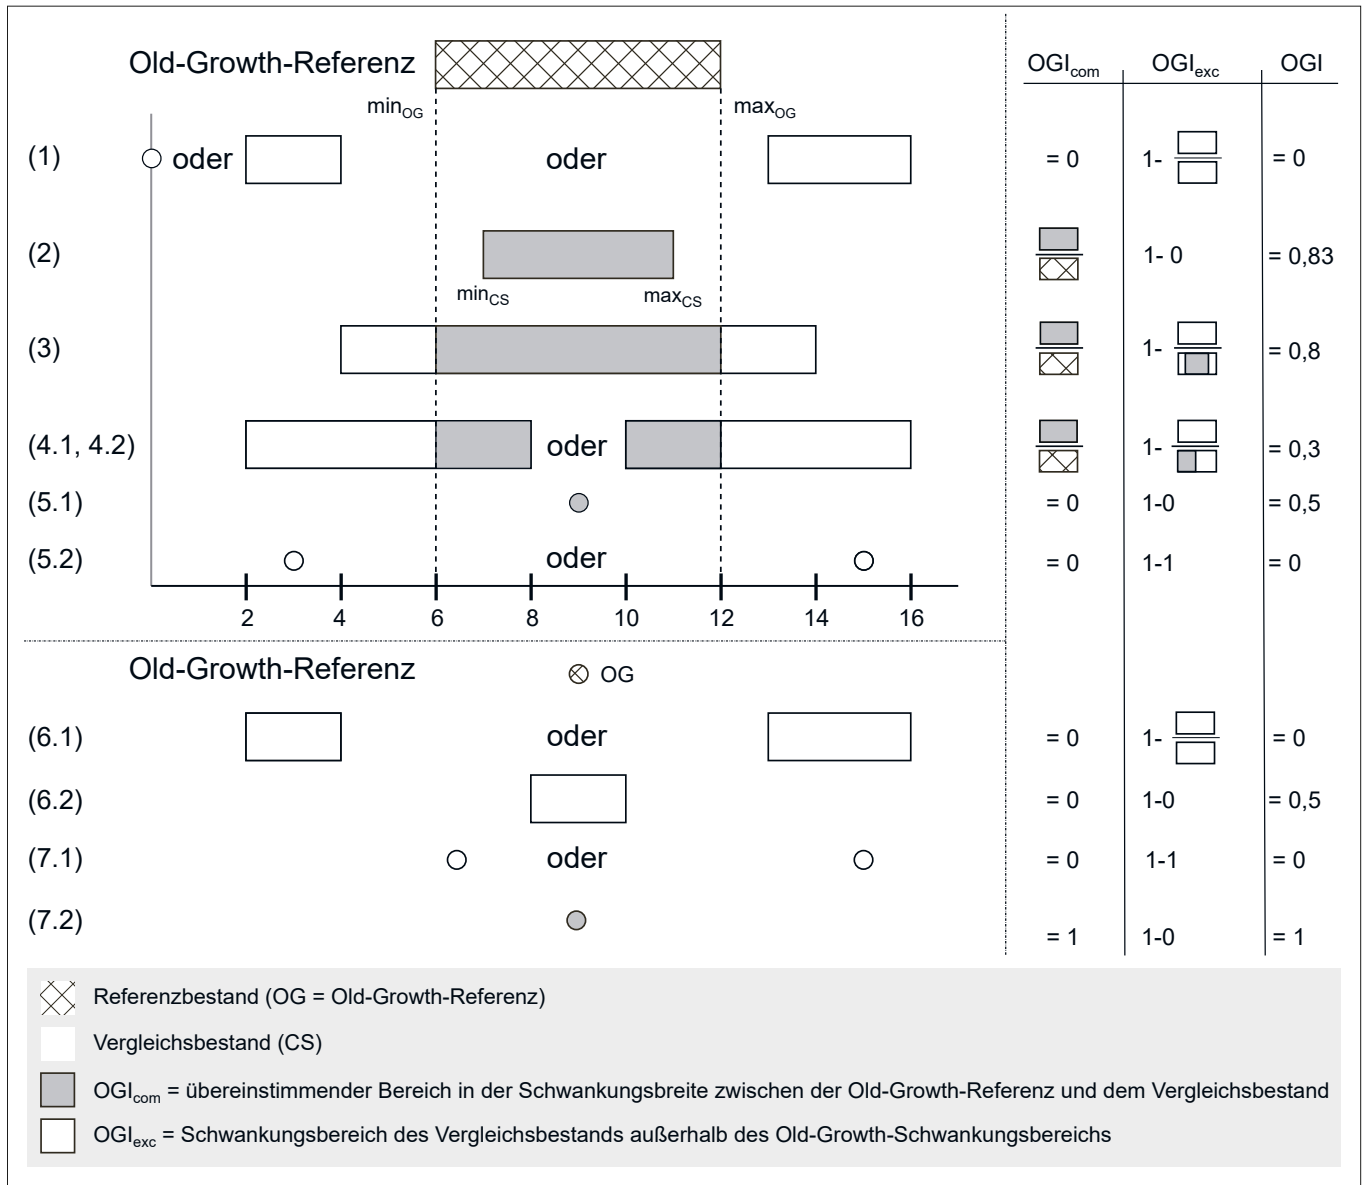 Old-Growth-Referenz
OGIcom OGIexc OGI
minOG maxOG
(1) oder oder = 0 1- = 0
(2) 1- 0 = 0,83
minCS maxCS
(3) 1- = 0,8
(4.1, 4.2) oder 1- = 0,3
(5.1) = 0 1-0 = 0,5
(5.2) oder = 0 1-1 = 0
2 4 6 8 10 12 14 16
Old-Growth-Referenz OG
(6.1) oder = 0 1- = 0
(6.2) = 0 1-0 = 0,5
(7.1) oder = 0 1-1 = 0
(7.2) = 1 1-0 = 1
Referenzbestand (OG = Old-Growth-Referenz)
Vergleichsbestand (CS)
OGIcom = übereinstimmender Bereich in der Schwankungsbreite zwischen der Old-Growth-Referenz und dem Vergleichsbestand
OGIexc = Schwankungsbereich des Vergleichsbestands außerhalb des Old-Growth-Schwankungsbereichs